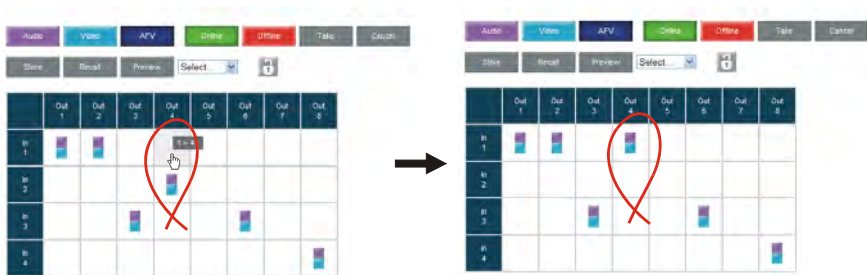 Audio Video AFV Online Offline Take Cancel
Store Recall Preview Select...
Out 1 Out 2 Out 3 Out 4 Out 5 Out 6 Out 7 Out 8
In 1
1 > 4
In 2
In 3
In 4
Audio Video AFV Online Offline Take Cancel
Store Recall Preview Select...
Out 1 Out 2 Out 3 Out 4 Out 5 Out 6 Out 7 Out 8
In 1
In 2
In 3
In 4